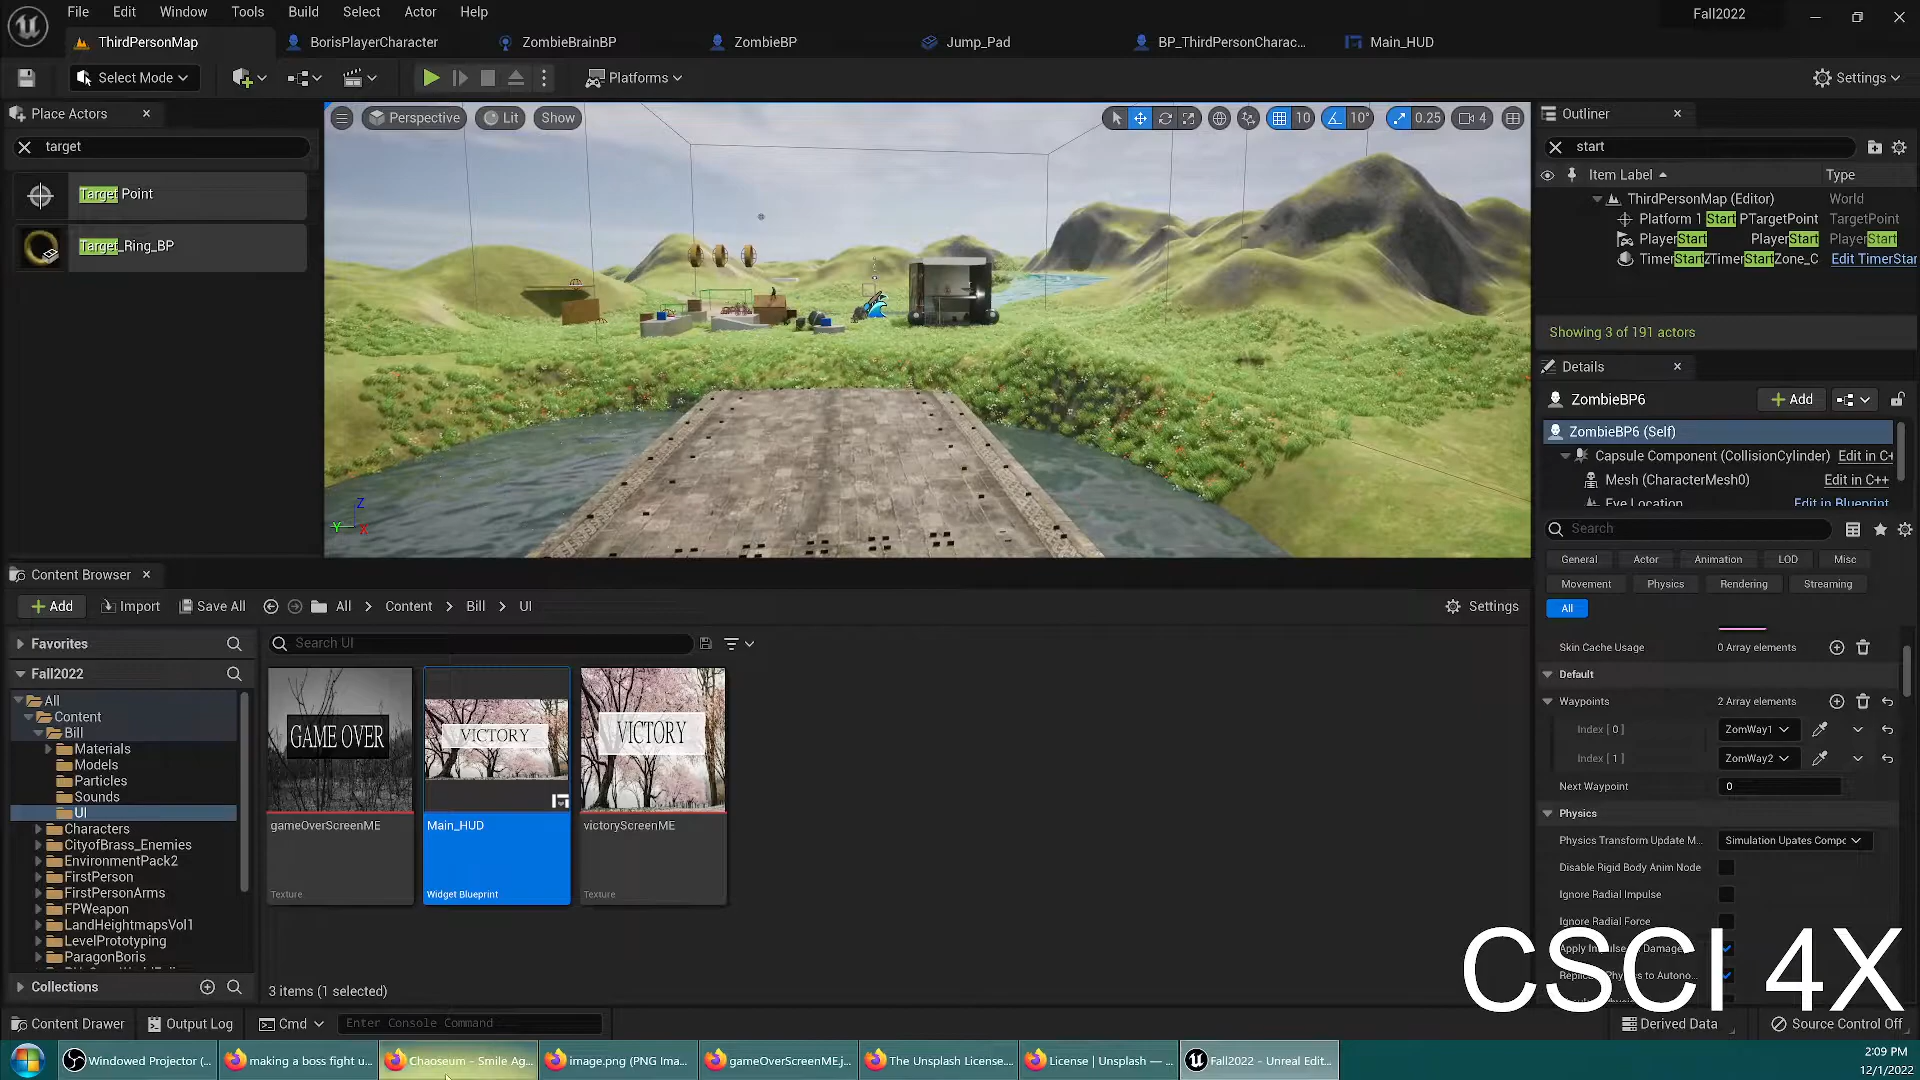 File Edit Window Tools Build Select Actor Help
Fall2022
ThirdPersonMap BorisPlayerCharacter ZombieBrainBP ZombieBP Jump_Pad BP_ThirdPersonCharac... Main_HUD
Select Mode Platforms Settings
Place Actors
target
Target Point
Target_Ring_BP
Perspective Lit Show 10 10° 0.25 4
Outliner
start
Item Label Type
ThirdPersonMap (Editor) World
Platform 1 Start PTargetPoint TargetPoint
PlayerStart PlayerStart PlayerStart
TimerStartZTimerStartZone_C Edit TimerStar
Showing 3 of 191 actors
Details
ZombieBP6 Add
ZombieBP6 (Self)
Capsule Component (CollisionCylinder) Edit in C+
Mesh (CharacterMesh0) Edit in C++
Eye Location Edit in Blueprint
Search
General Actor Animation LOD Misc
Movement Physics Rendering Streaming
All
Skin Cache Usage 0 Array elements
Default
Waypoints 2 Array elements
Index [ 0 ] ZomWay1
Index [ 1 ] ZomWay2
Next Waypoint 0
Physics
Physics Transform Update M... Simulation Upates Compc
Disable Rigid Body Anim Node
Ignore Radial Impulse
Ignore Radial Force
Content Browser
Add Import Save All All Content Bill UI Settings
Favorites
Search UI
Fall2022
All
Content
Bill
Materials
Models
Particles
Sounds
UI
Characters
CityofBrass_Enemies
EnvironmentPack2
FirstPerson
FirstPersonArms
FPWeapon
LandHeightmapsVol1
LevelPrototyping
ParagonBoris
Collections
GAME OVER VICTORY VICTORY
gameOverScreenME Main_HUD victoryScreenME
Texture Widget Blueprint Texture
3 items (1 selected)
CSCI 4X
Content Drawer Output Log Cmd Enter Console Command Derived Data Source Control Off
Windowed Projector (... making a boss fight u... Chaoseum – Smile Ag... image.png (PNG Ima... gameOverScreenME.j... The Unsplash License... License | Unsplash —... Fall2022 - Unreal Edit...
2:09 PM
12/1/2022